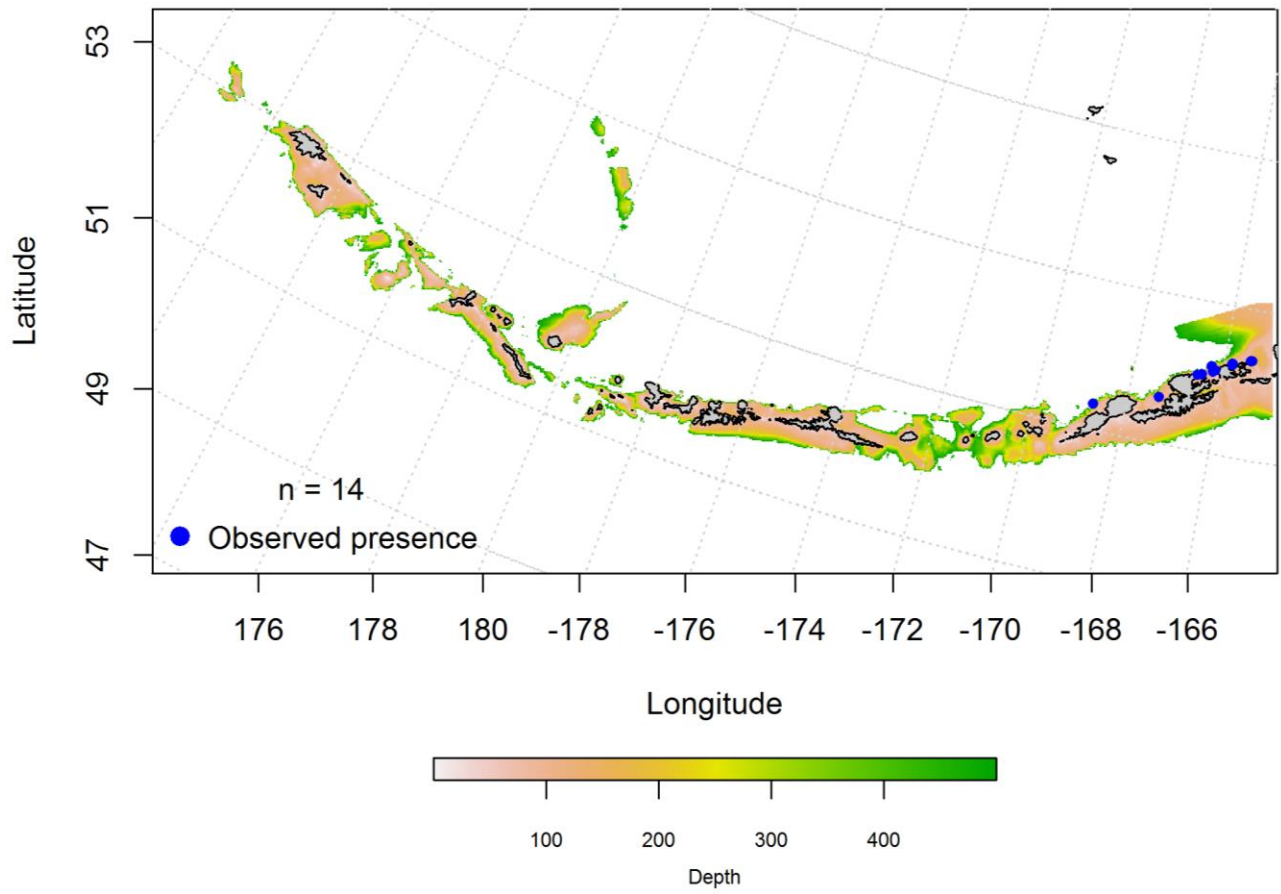 53
51
49
47
Latitude
n = 14
Observed presence
176 178 180 -178 -176 -174 -172 -170 -168 -166
Longitude
100 200 300 400
Depth